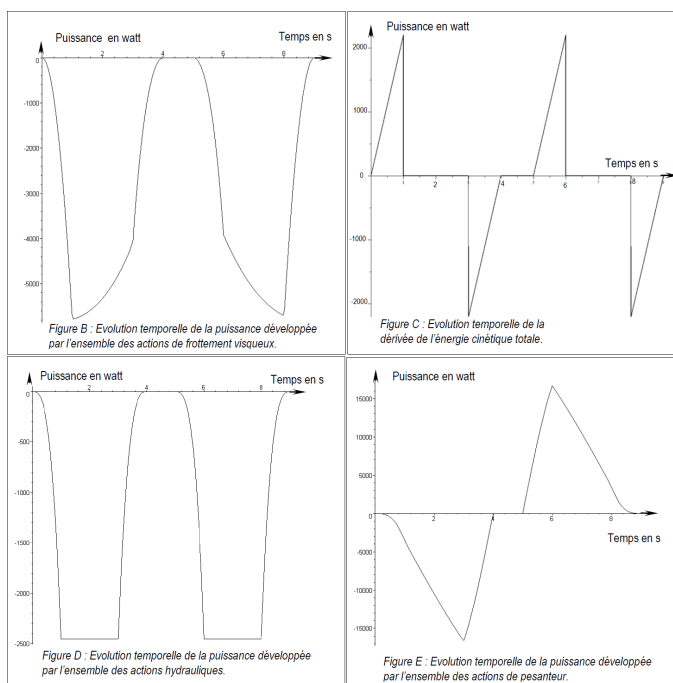 Puissance en watt
Temps en s
0
2
4
6
8
-1000
-2000
-3000
-4000
-5000
Figure B : Evolution temporelle de la puissance développée
par l'ensemble des actions de frottement visqueux.
Puissance en watt
2000
1000
0
-1000
-2000
Temps en s
1
2
3
4
5
6
7
8
9
Figure C : Evolution temporelle de la
dérivée de l'énergie cinétique totale.
Puissance en watt
Temps en s
0
2
4
6
8
-500
-1000
-1500
-2000
-2500
Figure D : Evolution temporelle de la puissance développée
par l'ensemble des actions hydrauliques.
Puissance en watt
15000
10000
5000
0
2
4
6
8
Temps en s
-5000
-10000
-15000
Figure E : Evolution temporelle de la puissance développée
par l'ensemble des actions de pesanteur.